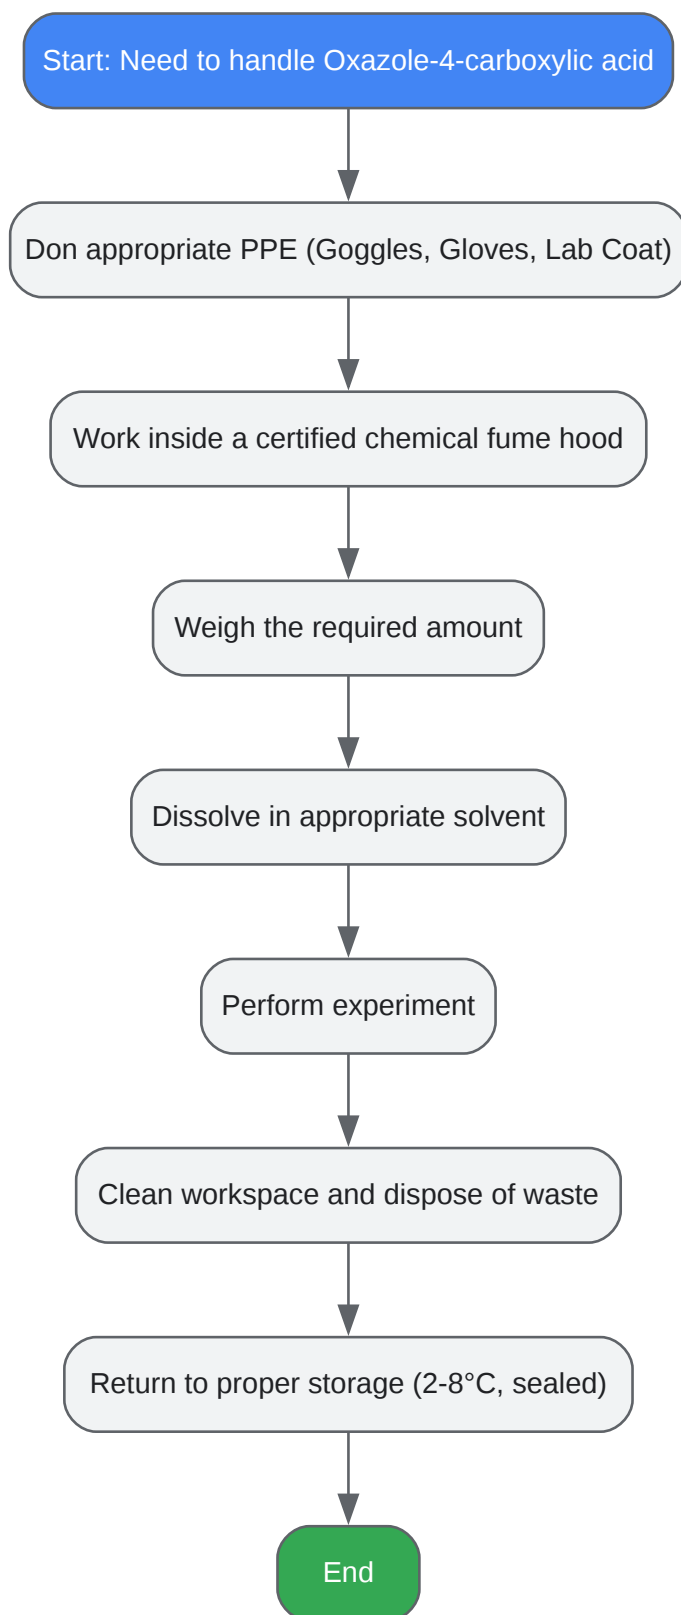 Start: Need to handle Oxazole-4-carboxylic acid
Don appropriate PPE (Goggles, Gloves, Lab Coat)
Work inside a certified chemical fume hood
Weigh the required amount
Dissolve in appropriate solvent
Perform experiment
Clean workspace and dispose of waste
Return to proper storage (2-8°C, sealed)
End